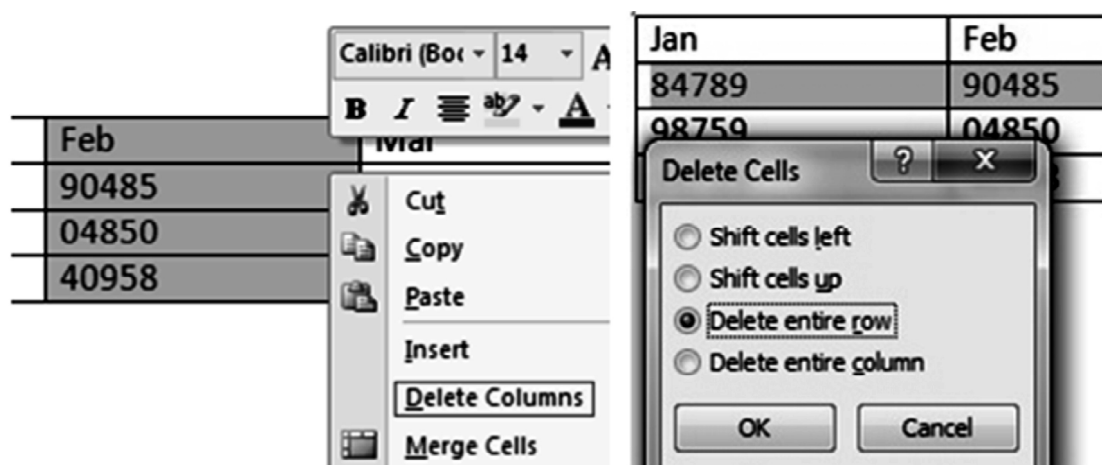 Calibri (Boc 14 A
B I ab A
Feb
90485
04850
40958
Cut
Copy
Paste
Insert
Delete Columns
Merge Cells
Jan Feb
84789 90485
98759 04850
Delete Cells ? X
Shift cells left
Shift cells up
Delete entire row
Delete entire column
OK Cancel